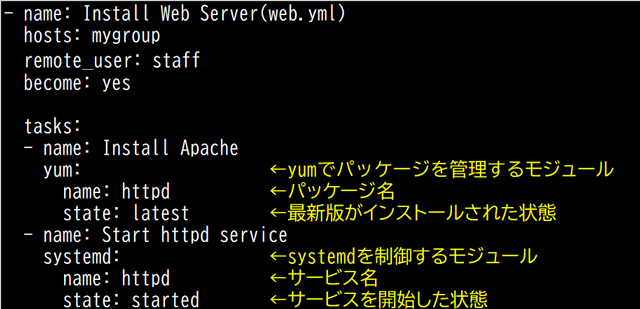 - name: Install Web Server(web.yml)
hosts: mygroup
remote_user: staff
become: yes
tasks:
- name: Install Apache
yum: ←yumでパッケージを管理するモジュール
name: httpd ←パッケージ名
state: latest ←最新版がインストールされた状態
- name: Start httpd service
systemd: ←systemdを制御するモジュール
name: httpd ←サービス名
state: started ←サービスを開始した状態